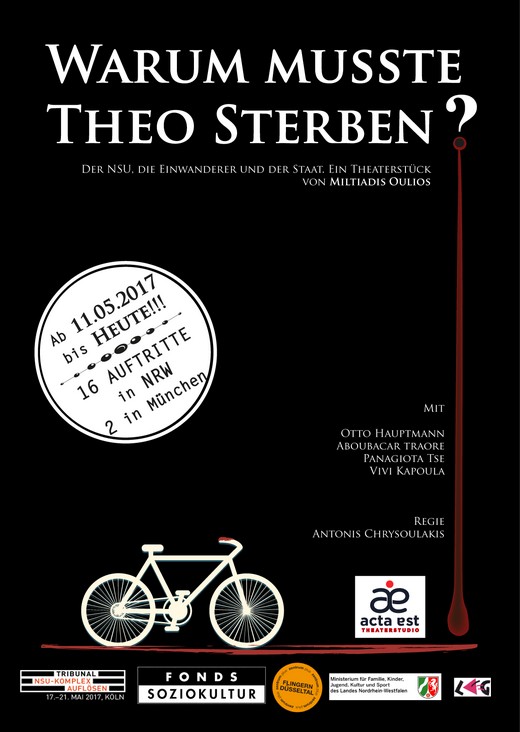 WARUM MUSSTE
THEO STERBEN?
DER NSU, DIE EINWANDERER UND DER STAAT. EIN THEATERSTÜCK
VON MILTIADIS OULIOS
Ab 11.05.2017
bis HEUTE!!!
16 AUFTRITTE
in NRW
2 in München
MIT
OTTO HAUPTMANN
ABOUBACAR TRAORE
PANAGIOTA TSE
VIVI KAPOULA
REGIE
ANTONIS CHRYSOULAKIS
æ
acta est
THEATERSTUDIO
TRIBUNAL
NSU-KOMPLEX
AUFLÖSEN
17.–21. MAI 2017, KÖLN
FONDS
SOZIOKULTUR
FLINGERN
DÜSSELTAL
Ministerium für Familie, Kinder,
Jugend, Kultur und Sport
des Landes Nordrhein-Westfalen